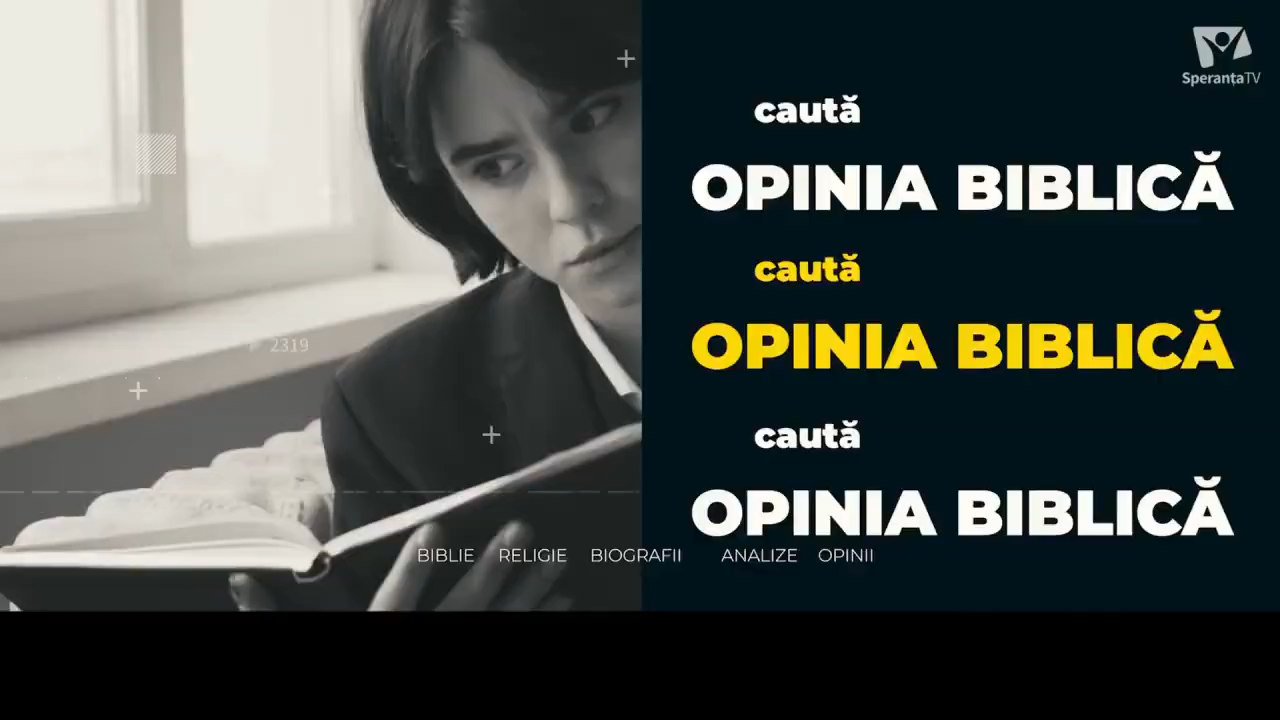 SperanțaTV
caută
OPINIA BIBLICĂ
caută
OPINIA BIBLICĂ
2319
caută
OPINIA BIBLICĂ
BIBLIE RELIGIE BIOGRAFII ANALIZE OPINII